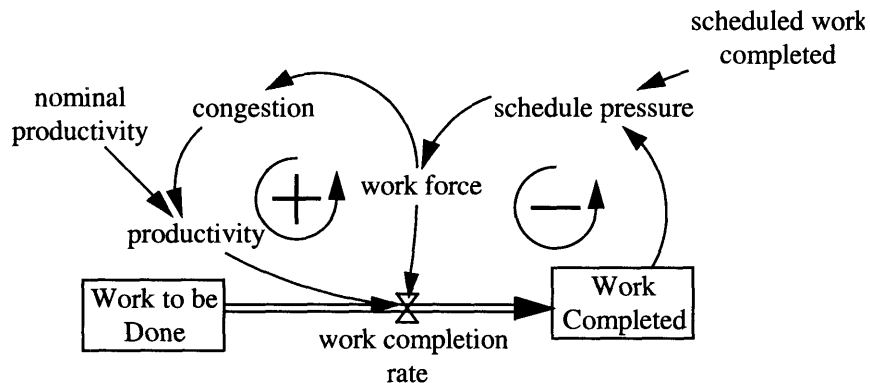 scheduled work
completed
nominal
productivity
congestion
schedule pressure
work force
+
—
productivity
Work to be
Done
Work
Completed
work completion
rate